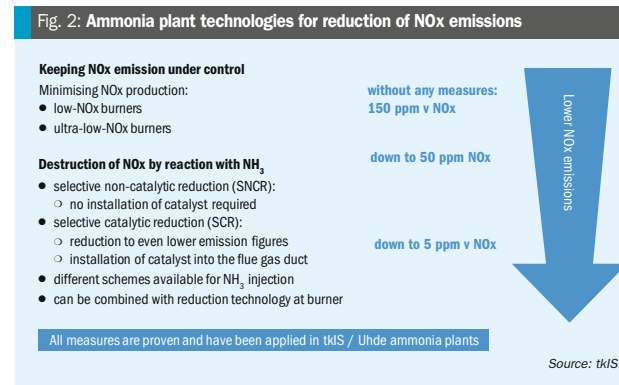 Fig. 2: Ammonia plant technologies for reduction of NOx emissions
Keeping NOx emission under control
Minimising NOx production:
● low-NOx burners
● ultra-low-NOx burners
without any measures:
150 ppm v NOx
Destruction of NOx by reaction with NH₃
down to 50 ppm NOx
● selective non-catalytic reduction (SNCR):
❍ no installation of catalyst required
● selective catalytic reduction (SCR):
❍ reduction to even lower emission figures
❍ installation of catalyst into the flue gas duct
down to 5 ppm v NOx
● different schemes available for NH₃ injection
● can be combined with reduction technology at burner
Lower NOx emissions
All measures are proven and have been applied in tkIS / Uhde ammonia plants
Source: tkIS